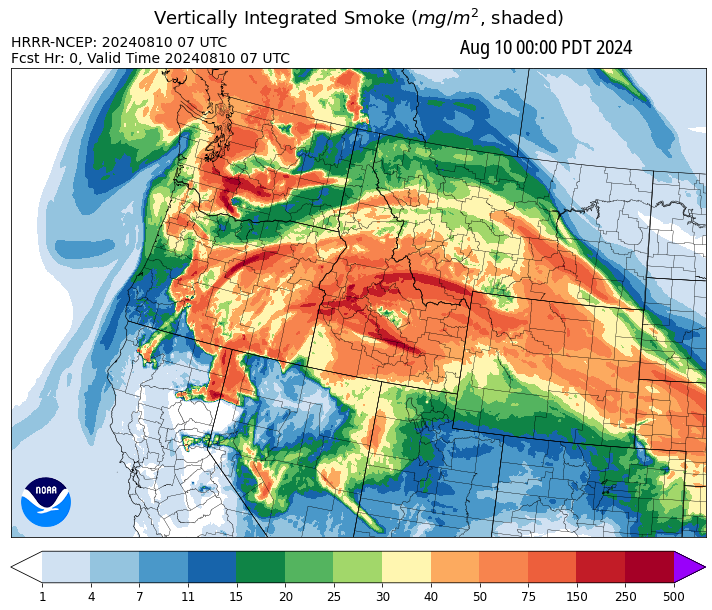 Vertically Integrated Smoke (mg/m², shaded)
HRRR-NCEP: 20240810 07 UTC
Aug 10 00:00 PDT 2024
Fcst Hr: 0, Valid Time 20240810 07 UTC
NOAA
1 4 7 11 15 20 25 30 40 50 75 150 250 500